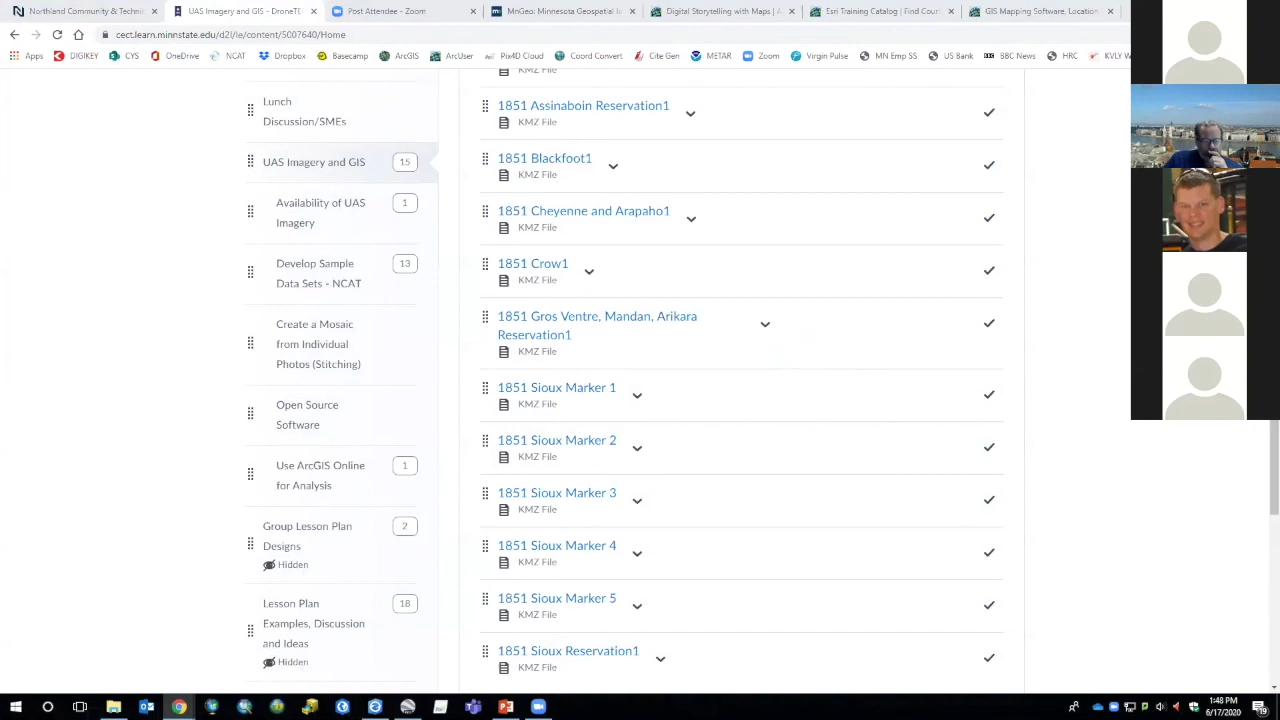 Northland Community & Technic
UAS Imagery and GIS - DroneTE
Post Attendee - Zoom
MnGeo: Minnesota Geospatial In
Digital Storytelling with Maps | A
Esri Training Catalog | Find Cour
GIS Mapping Software, Location
cect.learn.minnstate.edu/d2l/le/content/5007640/Home
Apps
DIGIKEY
CYS
OneDrive
NCAT
Dropbox
Basecamp
ArcGIS
ArcUser
Pix4D Cloud
Coord Convert
Cite Gen
METAR
Zoom
Virgin Pulse
MN Emp SS
US Bank
BBC News
HRC
KVLY W
Lunch
Discussion/SMEs
UAS Imagery and GIS
15
Availability of UAS
Imagery
1
Develop Sample
Data Sets - NCAT
13
Create a Mosaic
from Individual
Photos (Stitching)
Open Source
Software
Use ArcGIS Online
for Analysis
1
Group Lesson Plan
Designs
2
Hidden
Lesson Plan
Examples, Discussion
and Ideas
18
Hidden
KMZ File
1851 Assinaboin Reservation1
KMZ File
1851 Blackfoot1
KMZ File
1851 Cheyenne and Arapaho1
KMZ File
1851 Crow1
KMZ File
1851 Gros Ventre, Mandan, Arikara
Reservation1
KMZ File
1851 Sioux Marker 1
KMZ File
1851 Sioux Marker 2
KMZ File
1851 Sioux Marker 3
KMZ File
1851 Sioux Marker 4
KMZ File
1851 Sioux Marker 5
KMZ File
1851 Sioux Reservation1
KMZ File
1:48 PM
6/17/2020
19